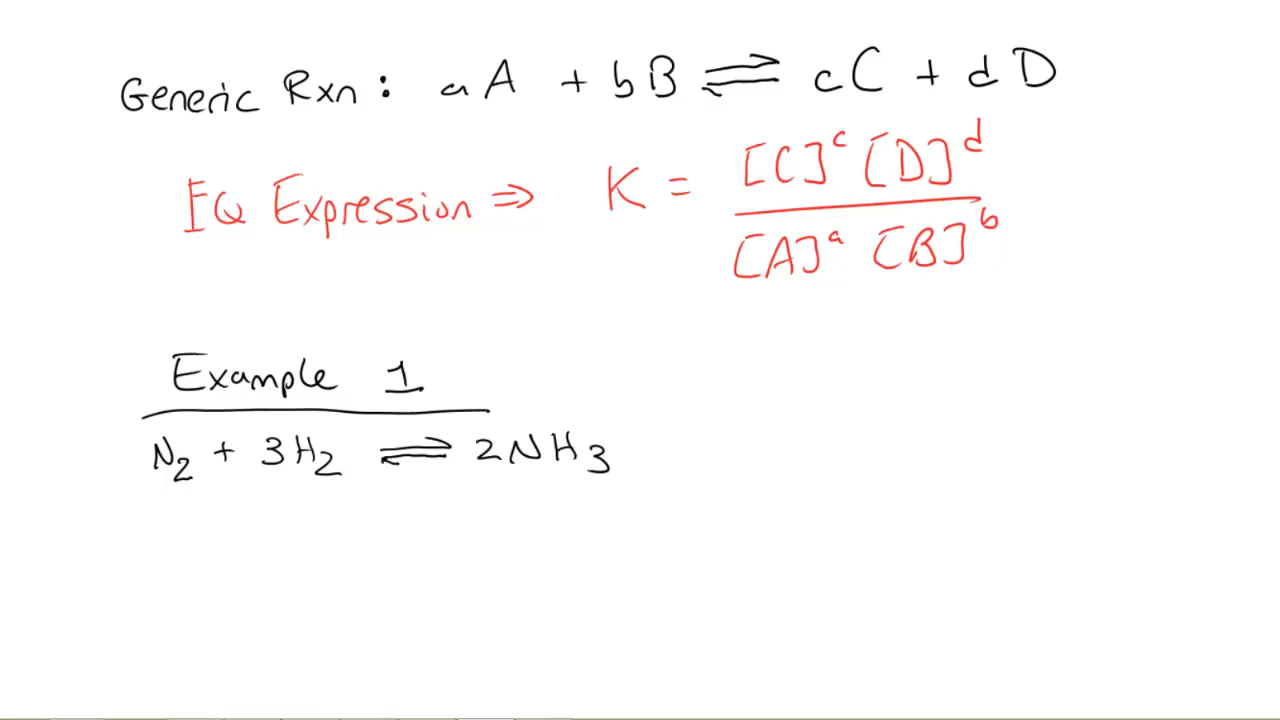 Generic Rxn: aA + bB ⇌ cC + dD
EQ Expression ⇒ K = [C]^c [D]^d / [A]^a [B]^b
Example 1
N₂ + 3H₂ ⇌ 2NH₃